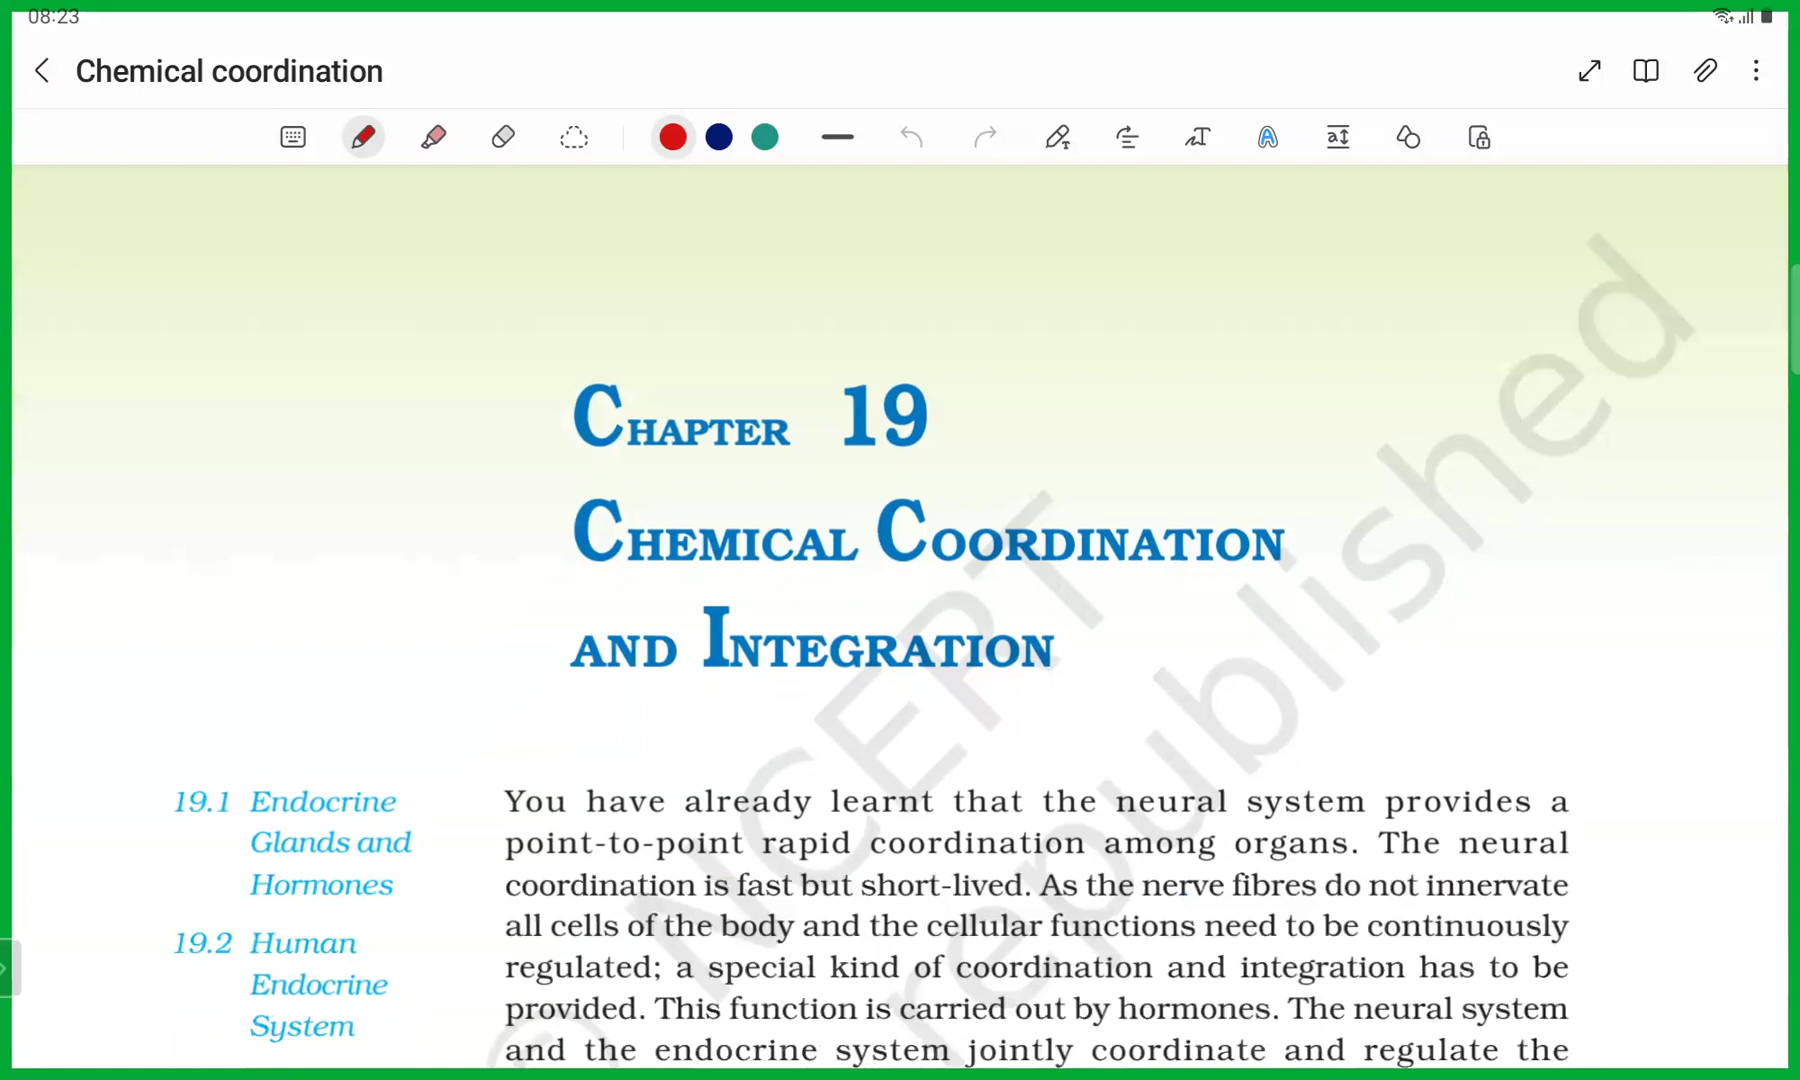 08:23
Chemical coordination
CHAPTER 19
CHEMICAL COORDINATION
AND INTEGRATION
19.1 Endocrine
Glands and
Hormones
19.2 Human
Endocrine
System
You have already learnt that the neural system provides a
point-to-point rapid coordination among organs. The neural
coordination is fast but short-lived. As the nerve fibres do not innervate
all cells of the body and the cellular functions need to be continuously
regulated; a special kind of coordination and integration has to be
provided. This function is carried out by hormones. The neural system
and the endocrine system jointly coordinate and regulate the
© NCERT
republished